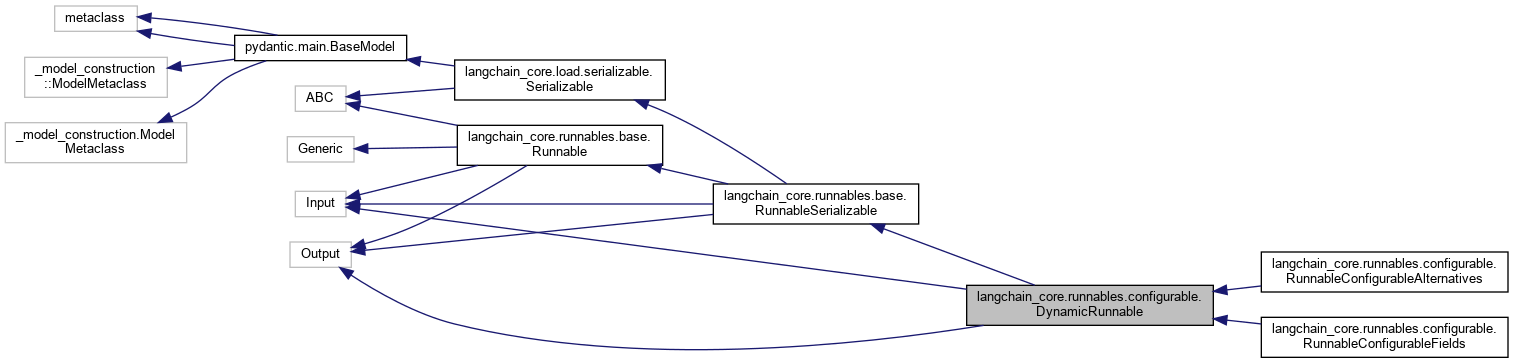 metaclass
pydantic.main.BaseModel
_model_construction
::ModelMetaclass
_model_construction.Model
Metaclass
langchain_core.load.serializable.
Serializable
ABC
langchain_core.runnables.base.
Runnable
Generic
Input
Output
langchain_core.runnables.base.
RunnableSerializable
langchain_core.runnables.configurable.
DynamicRunnable
langchain_core.runnables.configurable.
RunnableConfigurableAlternatives
langchain_core.runnables.configurable.
RunnableConfigurableFields